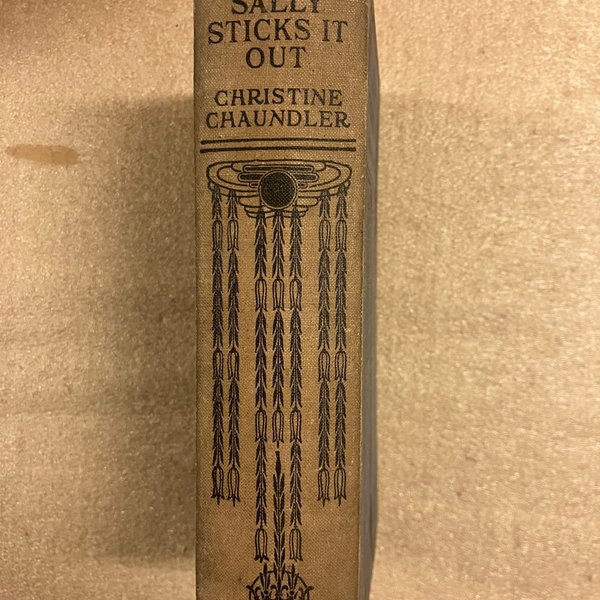 SALLY
STICKS IT
OUT
CHRISTINE
CHAUNDLER